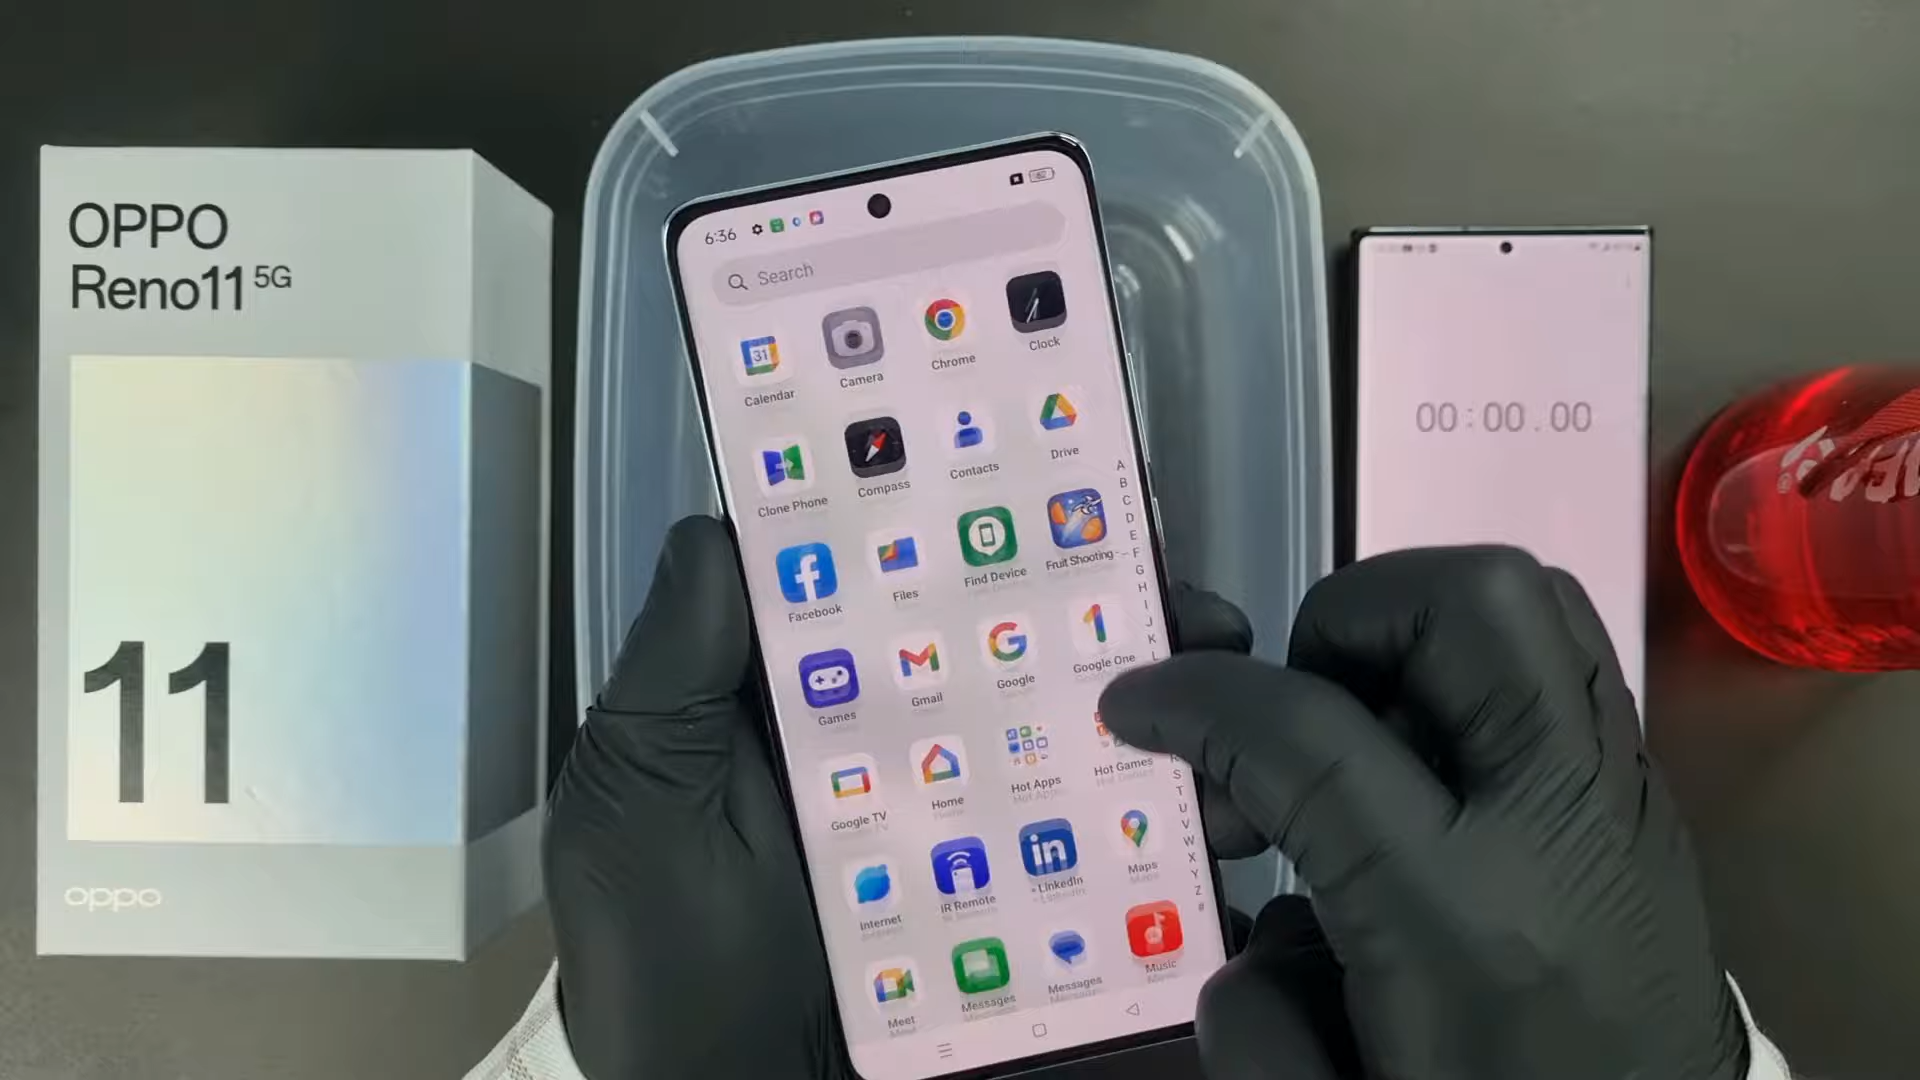 OPPO
Reno11 5G
11
oppo
6:36
Search
31
Calendar
Camera
Chrome
Clock
Clone Phone
Compass
Contacts
Drive
Facebook
Files
Find Device
Fruit Shooting
Games
Gmail
Google
Google One
Google TV
Home
Hot Apps
Hot Games
Internet
IR Remote
in
LinkedIn
Maps
Meet
Messages
Messages
Music
A
B
C
D
E
F
G
H
I
J
K
L
R
S
T
U
V
W
X
Y
Z
#
00:00.00